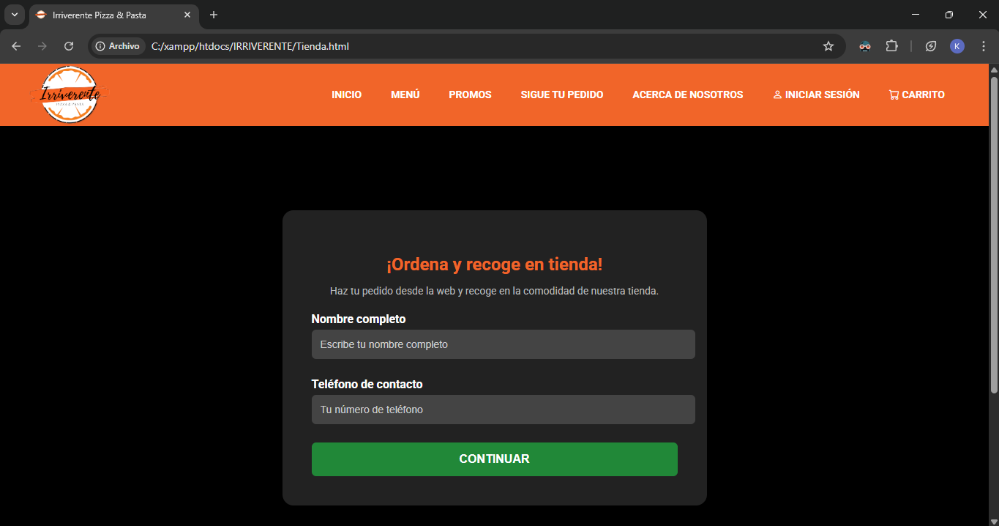 Irriverente Pizza & Pasta
Archivo
C:/xampp/htdocs/IRRIVERENTE/Tienda.html
K
Irriverente
PIZZA & PASTA
INICIO
MENÚ
PROMOS
SIGUE TU PEDIDO
ACERCA DE NOSOTROS
INICIAR SESIÓN
CARRITO
¡Ordena y recoge en tienda!
Haz tu pedido desde la web y recoge en la comodidad de nuestra tienda.
Nombre completo
Escribe tu nombre completo
Teléfono de contacto
Tu número de teléfono
CONTINUAR